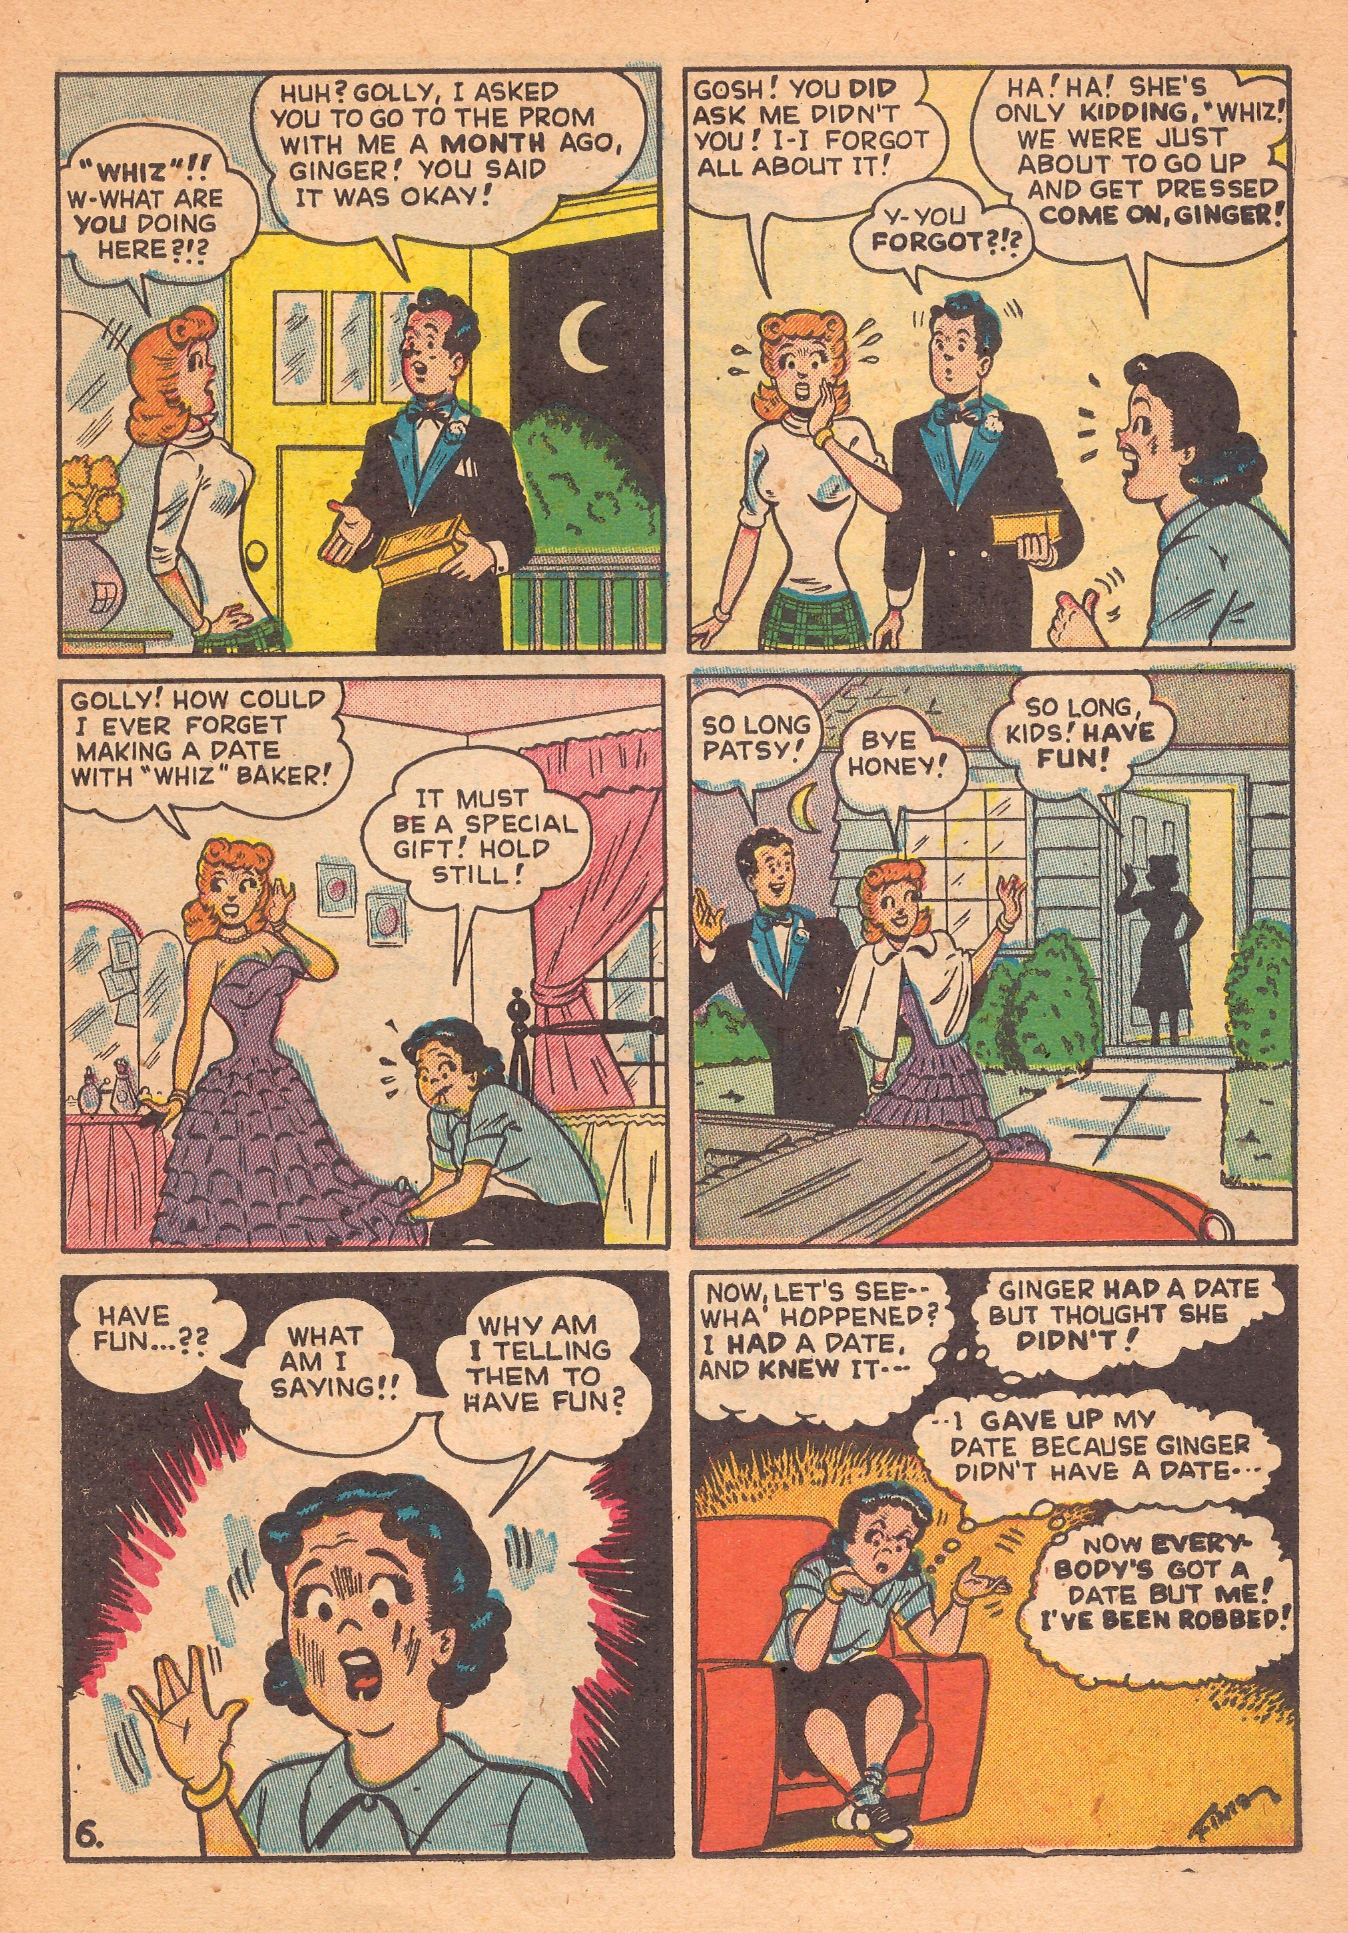 "WHIZ"!!
W-WHAT ARE
YOU DOING
HERE?!?
HUH? GOLLY, I ASKED
YOU TO GO TO THE PROM
WITH ME A MONTH AGO,
GINGER! YOU SAID
IT WAS OKAY!
GOSH! YOU DID
ASK ME DIDN'T
YOU! I-I FORGOT
ALL ABOUT IT!
Y-YOU
FORGOT?!?
HA! HA! SHE'S
ONLY KIDDING, "WHIZ!
WE WERE JUST
ABOUT TO GO UP
AND GET DRESSED
COME ON, GINGER!
GOLLY! HOW COULD
I EVER FORGET
MAKING A DATE
WITH "WHIZ" BAKER!
IT MUST
BE A SPECIAL
GIFT! HOLD
STILL!
SO LONG
PATSY!
BYE
HONEY!
SO LONG,
KIDS! HAVE
FUN!
HAVE
FUN...??
WHAT
AM I
SAYING!!
WHY AM
I TELLING
THEM TO
HAVE FUN?
6.
NOW, LET'S SEE--
WHA' HOPPENED?
I HAD A DATE,
AND KNEW IT---
GINGER HAD A DATE
BUT THOUGHT SHE
DIDN'T!
--I GAVE UP MY
DATE BECAUSE GINGER
DIDN'T HAVE A DATE---
NOW EVERY-
BODY'S GOT A
DATE BUT ME!
I'VE BEEN ROBBED!